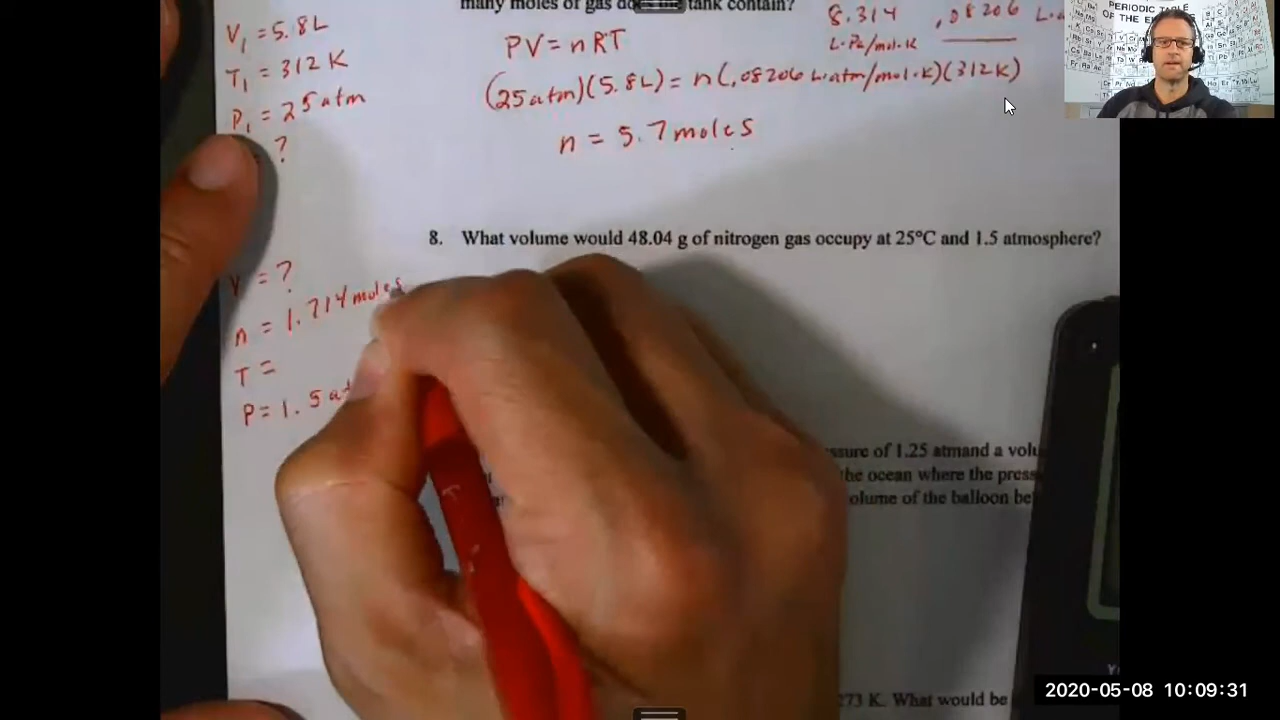 many moles of gas does the tank contain?
V₁ = 5.8L
T₁ = 312 K
P₁ = 25 atm
?
8.314
L·Pa/mol·K
.08206
PV = nRT
(25 atm)(5.8L) = n(.08206 L·atm/mol·K)(312K)
n = 5.7 moles
PERIODIC TABLE
OF THE
8. What volume would 48.04 g of nitrogen gas occupy at 25°C and 1.5 atmosphere?
V = ?
n = 1.714 moles
T =
P = 1.5 at
ssure of 1.25 atmand a volu
the ocean where the press
olume of the balloon be
273 K. What would be
2020-05-08 10:09:31